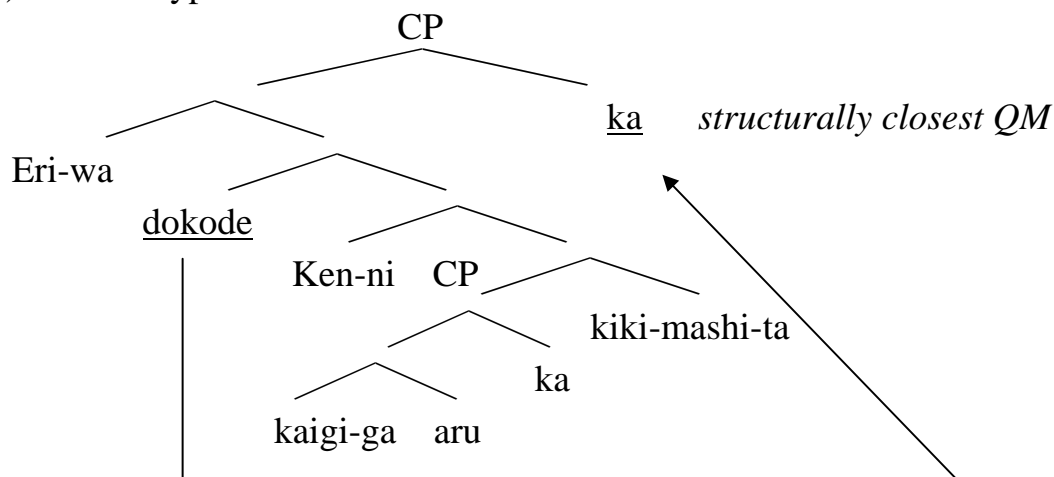 CP
ka structurally closest QM
Eri-wa
dokode
Ken-ni CP
kiki-mashi-ta
ka
kaigi-ga aru